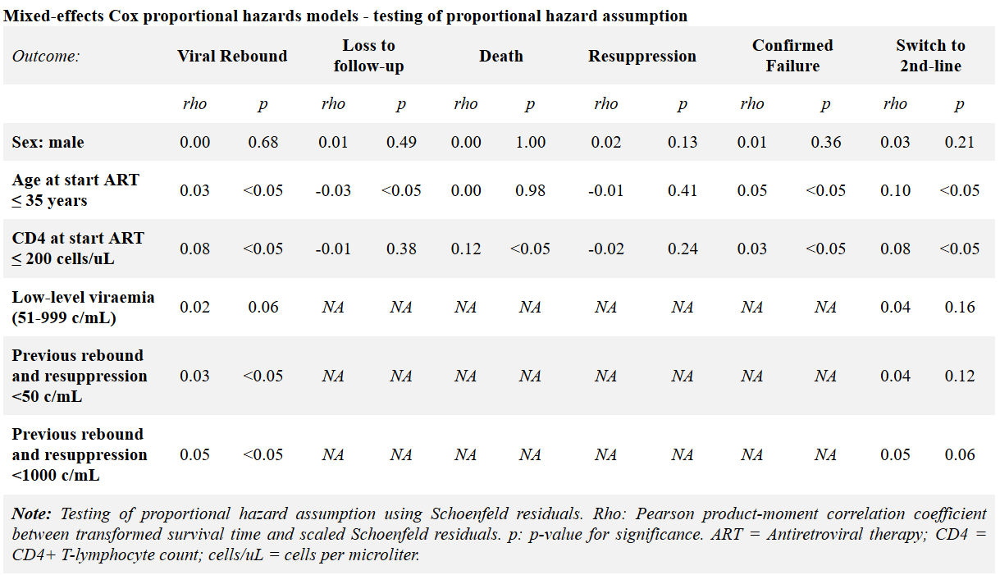 Mixed-effects Cox proportional hazards models - testing of proportional hazard assumption
Outcome: Viral Rebound Loss to follow-up Death Resuppression Confirmed Failure Switch to 2nd-line
rho p rho p rho p rho p rho p rho p
Sex: male 0.00 0.68 0.01 0.49 0.00 1.00 0.02 0.13 0.01 0.36 0.03 0.21
Age at start ART
≤ 35 years 0.03 <0.05 -0.03 <0.05 0.00 0.98 -0.01 0.41 0.05 <0.05 0.10 <0.05
CD4 at start ART
≤ 200 cells/uL 0.08 <0.05 -0.01 0.38 0.12 <0.05 -0.02 0.24 0.03 <0.05 0.08 <0.05
Low-level viraemia
(51-999 c/mL) 0.02 0.06 NA NA NA NA NA NA NA NA 0.04 0.16
Previous rebound
and resuppression 0.03 <0.05 NA NA NA NA NA NA NA NA 0.04 0.12
<50 c/mL
Previous rebound
and resuppression 0.05 <0.05 NA NA NA NA NA NA NA NA 0.05 0.06
<1000 c/mL
Note: Testing of proportional hazard assumption using Schoenfeld residuals. Rho: Pearson product-moment correlation coefficient
between transformed survival time and scaled Schoenfeld residuals. p: p-value for significance. ART = Antiretroviral therapy; CD4 =
CD4+ T-lymphocyte count; cells/uL = cells per microliter.